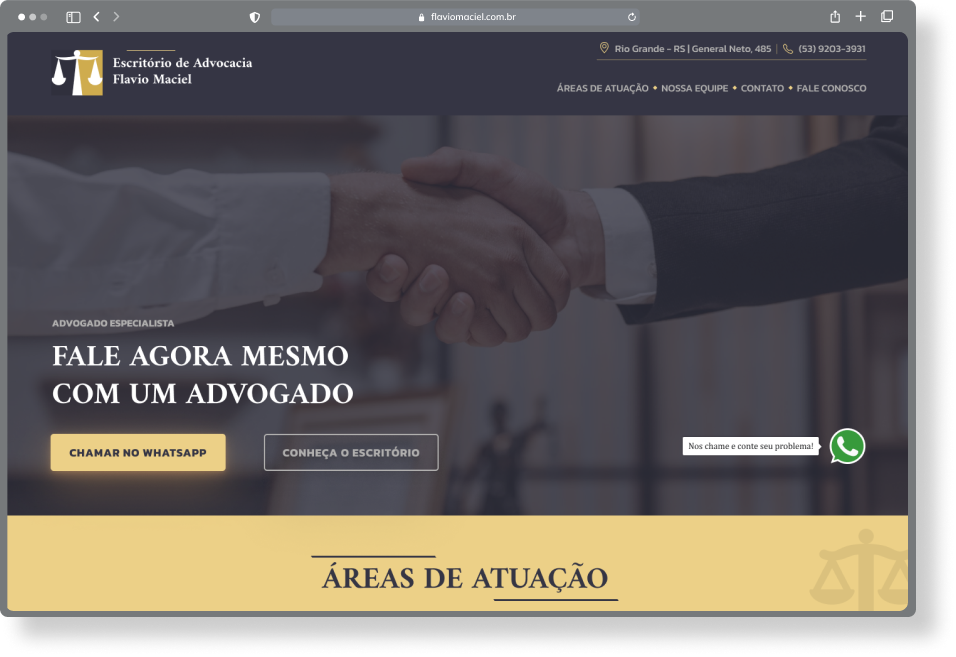 flaviomaciel.com.br
Escritório de Advocacia
Flavio Maciel
Rio Grande - RS | General Neto, 485 | (53) 9203-3931
ÁREAS DE ATUAÇÃO • NOSSA EQUIPE • CONTATO • FALE CONOSCO
ADVOGADO ESPECIALISTA
FALE AGORA MESMO
COM UM ADVOGADO
CHAMAR NO WHATSAPP
CONHEÇA O ESCRITÓRIO
Nos chame e conte seu problema!
ÁREAS DE ATUAÇÃO